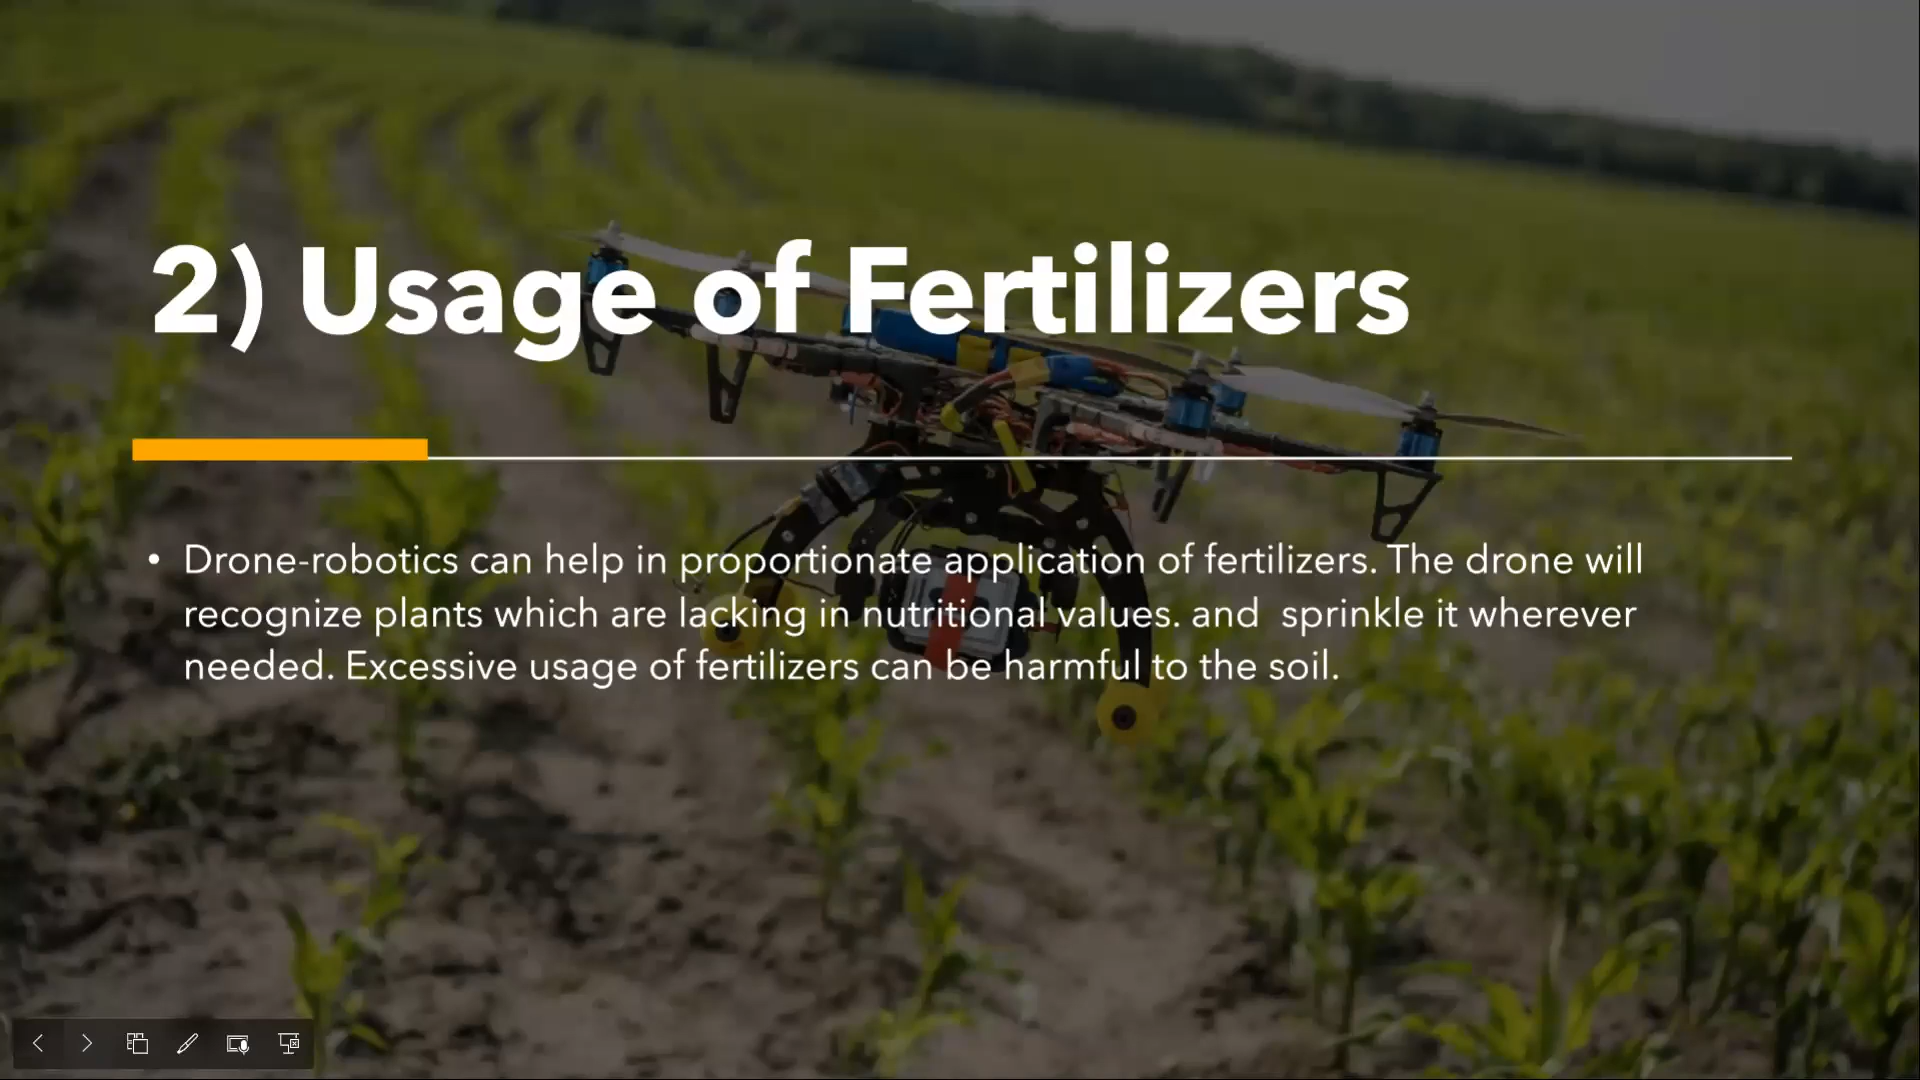 2) Usage of Fertilizers
• Drone-robotics can help in proportionate application of fertilizers. The drone will
recognize plants which are lacking in nutritional values. and  sprinkle it wherever
needed. Excessive usage of fertilizers can be harmful to the soil.